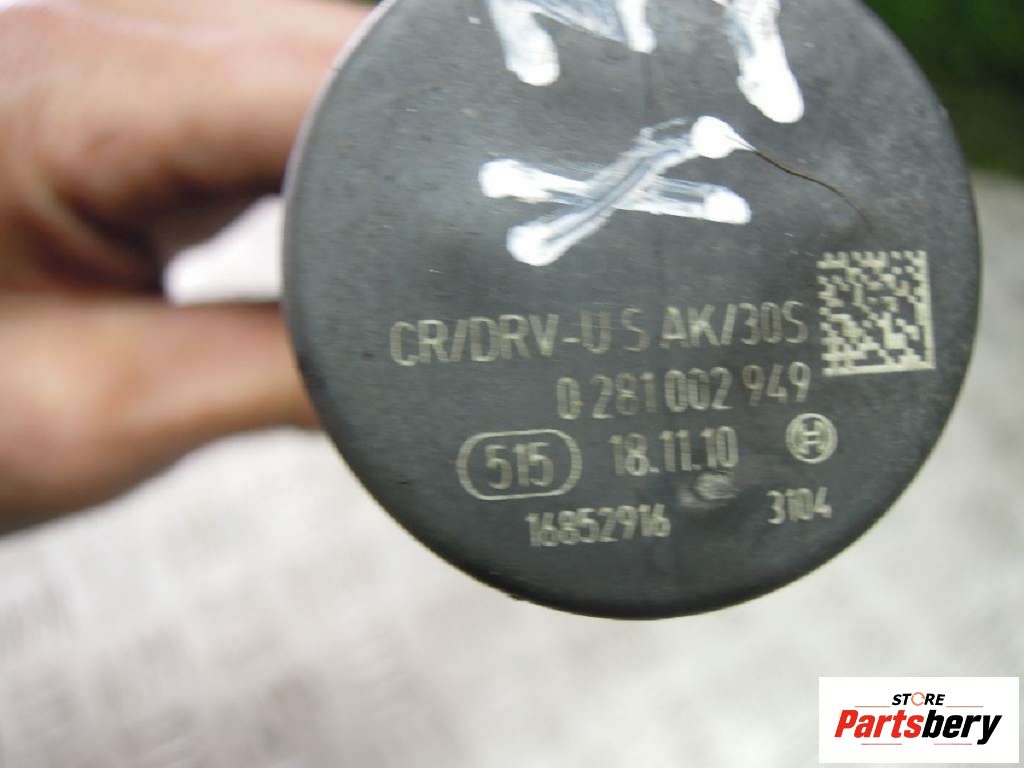 CR/DRV-U S AK/30S
0 281 002 949
515 18.11.10
16852916 3104
STORE
Partsbery